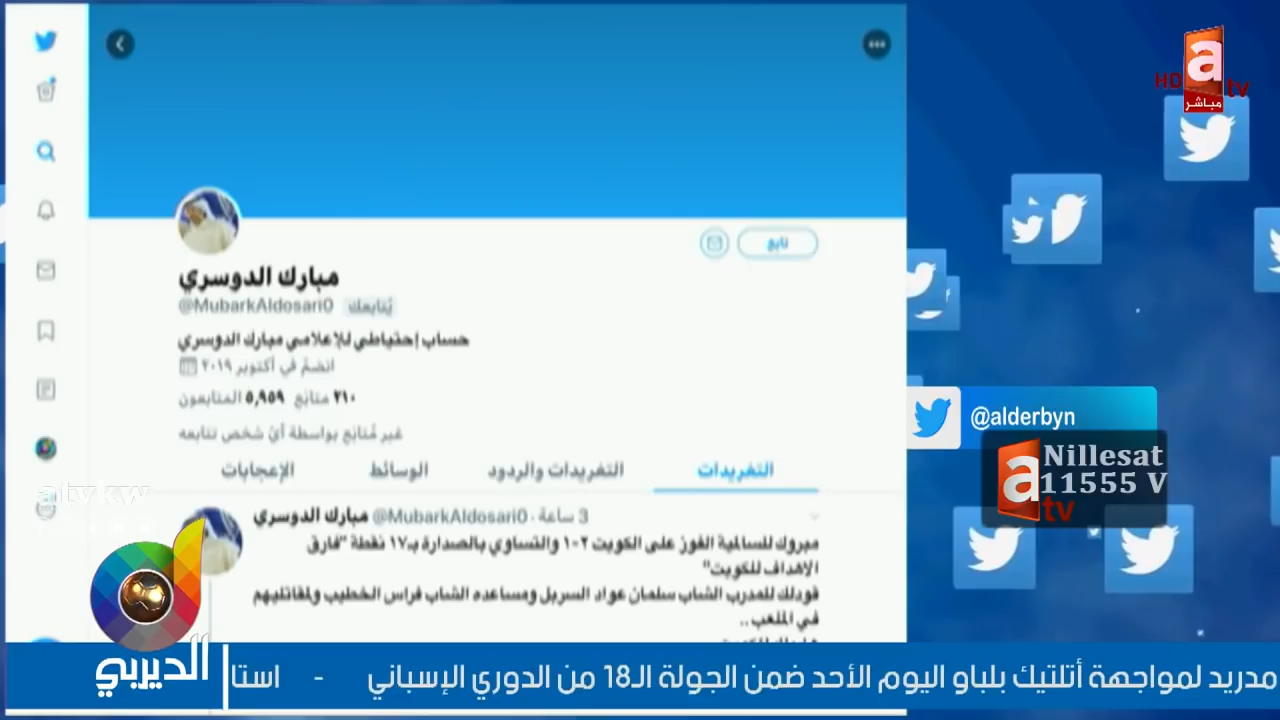 HD a tv
مباشر
تابع
مبارك الدوسري
@MubarkAldosari0 يُتابعك
حساب إحتياطي للإعلامي مبارك الدوسري
انضمَّ في أكتوبر ٢٠١٩
٢١٠ متابَع ٥,٩٥٩ المتابعون
غير مُتابَع بواسطة أيّ شخص تتابعه
التغريدات
التغريدات والردود
الوسائط
الإعجابات
مبارك الدوسري @MubarkAldosari0 · 3 ساعة
مبروك للسالمية الفوز على الكويت ٢-١ والتساوي بالصدارة بـ١٧ نقطة "فارق
الاهداف للكويت"
قودلك للمدرب الشاب سلمان عواد السربل ومساعده الشاب فراس الخطيب ولمقاتليهم
في الملعب..
@alderbyn
a tv
Nillesat
11555 V
atv kw
الديربي
مدريد لمواجهة أتلتيك بلباو اليوم الأحد ضمن الجولة الـ18 من الدوري الإسباني - استا